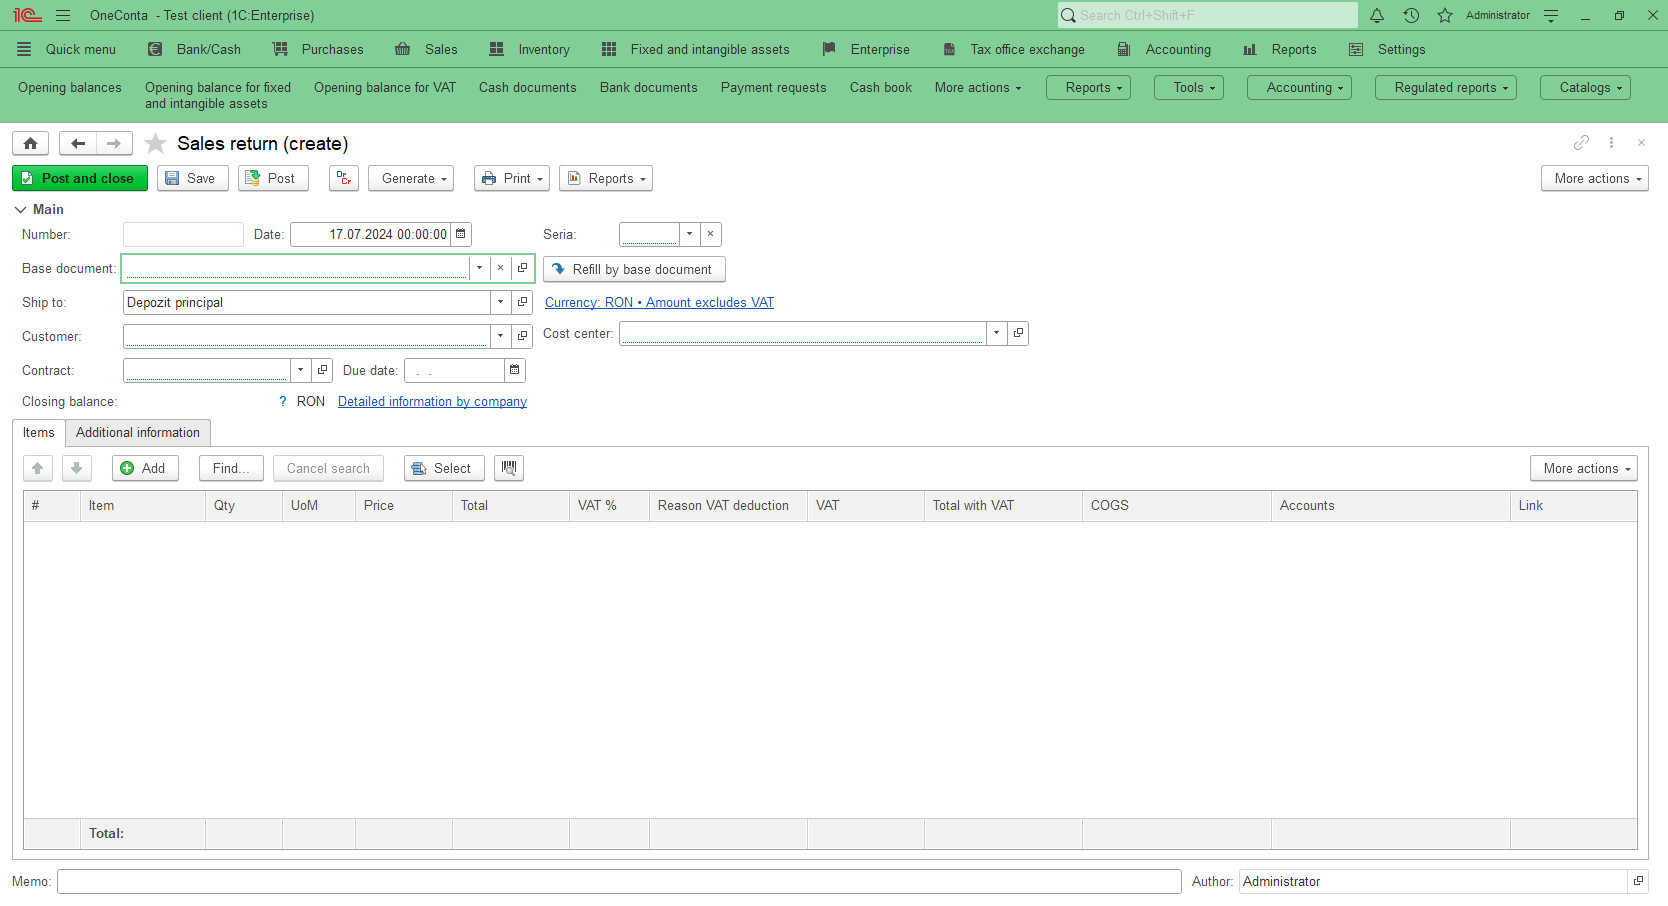 OneConta - Test client (1C:Enterprise)
Search Ctrl+Shift+F
Administrator
Quick menu
Bank/Cash
Purchases
Sales
Inventory
Fixed and intangible assets
Enterprise
Tax office exchange
Accounting
Reports
Settings
Opening balances
Opening balance for fixed
and intangible assets
Opening balance for VAT
Cash documents
Bank documents
Payment requests
Cash book
More actions
Reports
Tools
Accounting
Regulated reports
Catalogs
Sales return (create)
Post and close
Save
Post
Dr
Cr
Generate
Print
Reports
More actions
Main
Number:
Date: 17.07.2024 00:00:00
Seria:
Base document:
Refill by base document
Ship to: Depozit principal
Currency: RON • Amount excludes VAT
Customer:
Cost center:
Contract:
Due date: . .
Closing balance:
? RON
Detailed information by company
Items
Additional information
Add
Find...
Cancel search
Select
More actions
# Item Qty UoM Price Total VAT % Reason VAT deduction VAT Total with VAT COGS Accounts Link
Total:
Memo:
Author: Administrator